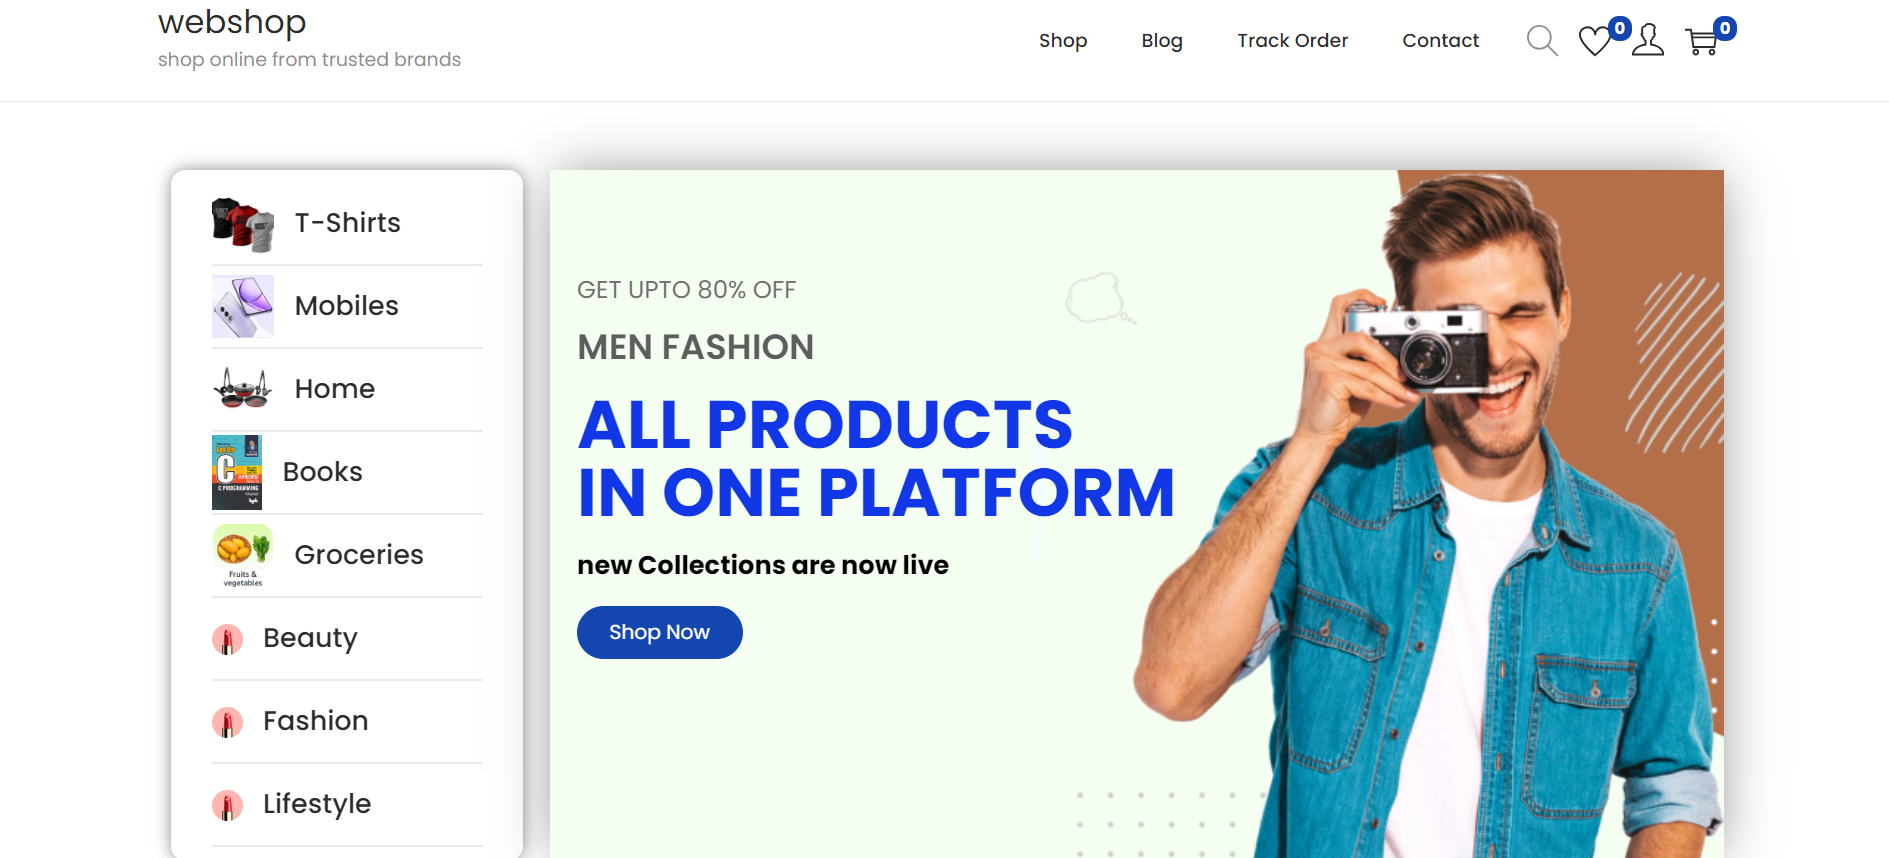 webshop
shop online from trusted brands
Shop
Blog
Track Order
Contact
0
0
T-Shirts
Mobiles
Home
C
C PROGRAMMING
Books
Fruits &
vegetables
Groceries
Beauty
Fashion
Lifestyle
GET UPTO 80% OFF
MEN FASHION
ALL PRODUCTS
IN ONE PLATFORM
new Collections are now live
Shop Now